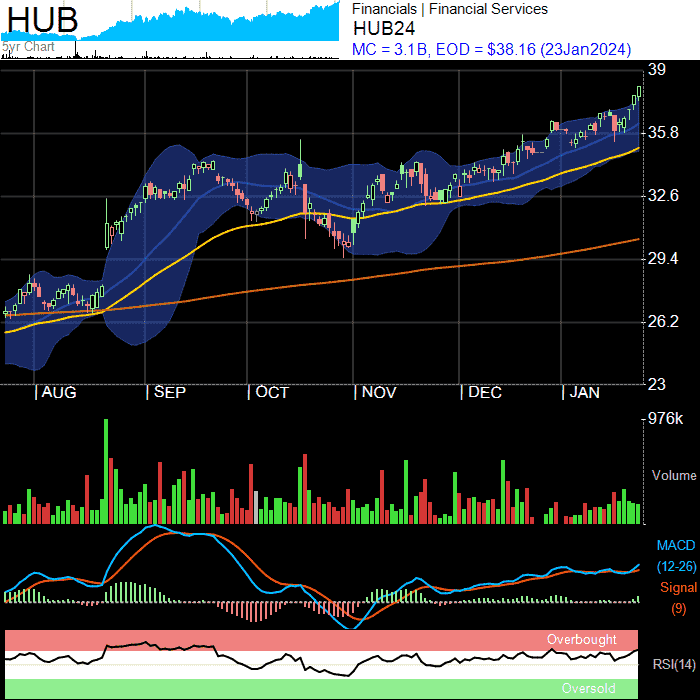 HUB
5yr Chart
Financials | Financial Services
HUB24
MC = 3.1B, EOD = $38.16 (23Jan2024)
39
35.8
32.6
29.4
26.2
23
| AUG | SEP | OCT | NOV | DEC | JAN
976k
Volume
MACD
(12-26)
Signal
(9)
Overbought
RSI(14)
Oversold